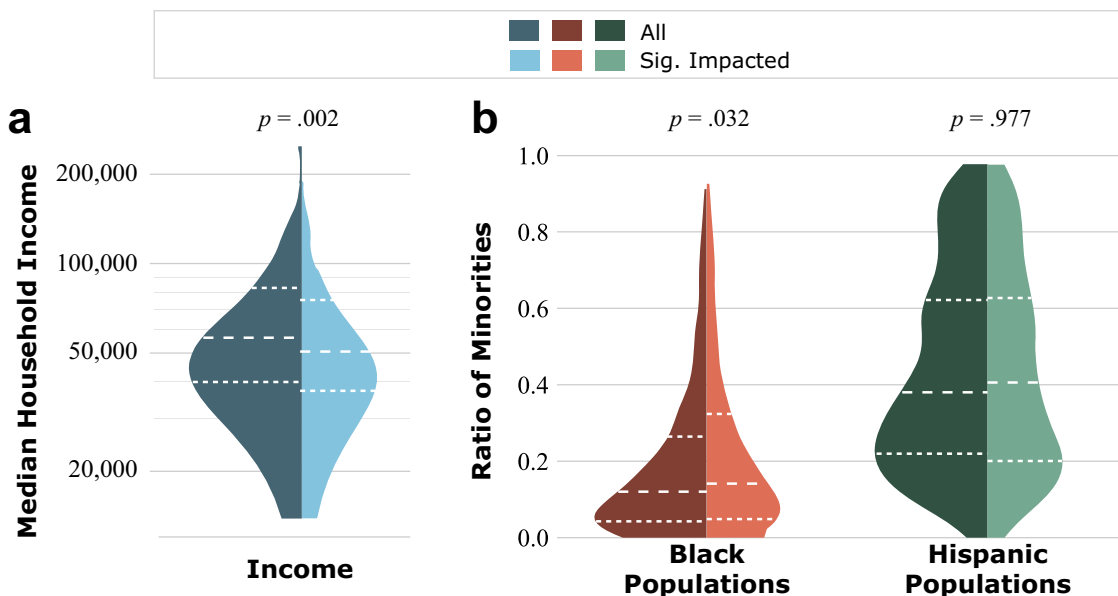 All
Sig. Impacted
a
p = .002
Median Household Income
200,000
100,000
50,000
20,000
Income
b
p = .032
p = .977
Ratio of Minorities
1.0
0.8
0.6
0.4
0.2
0.0
Black
Populations
Hispanic
Populations